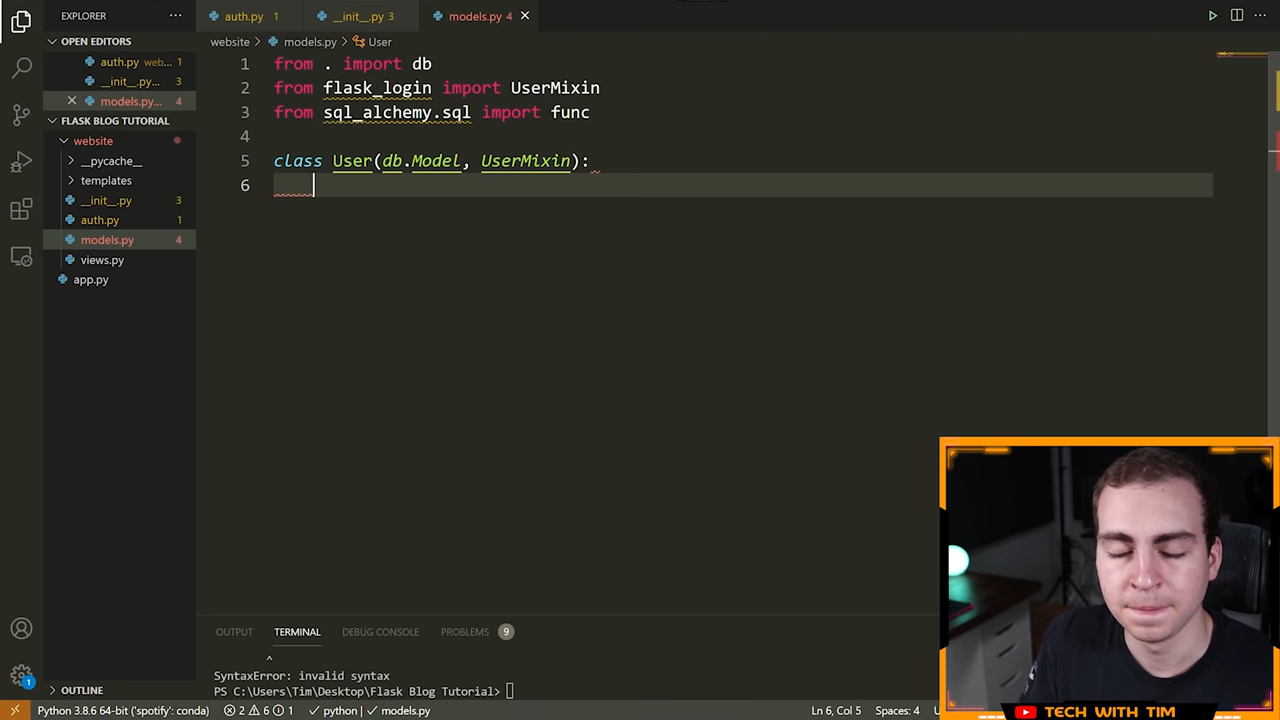 EXPLORER
auth.py 1
__init__.py 3
models.py 4
OPEN EDITORS
auth.py web... 1
__init__.py... 3
models.py... 4
FLASK BLOG TUTORIAL
website
__pycache__
templates
__init__.py 3
auth.py 1
models.py 4
views.py
app.py
OUTLINE
website > models.py > User
1 from . import db
2 from flask_login import UserMixin
3 from sql_alchemy.sql import func
4
5 class User(db.Model, UserMixin):
6
OUTPUT TERMINAL DEBUG CONSOLE PROBLEMS 9
^
SyntaxError: invalid syntax
PS C:\Users\Tim\Desktop\Flask Blog Tutorial>
1
Python 3.8.6 64-bit ('spotify': conda) 2 6 1 python | models.py Ln 6, Col 5 Spaces: 4
TECH WITH TIM